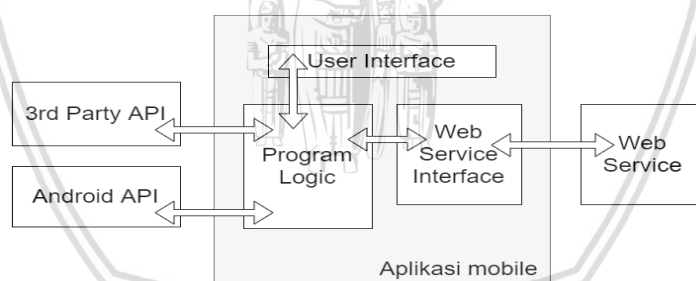 User Interface
3rd Party API
Program
Logic
Web
Service
Interface
Web
Service
Android API
Aplikasi mobile